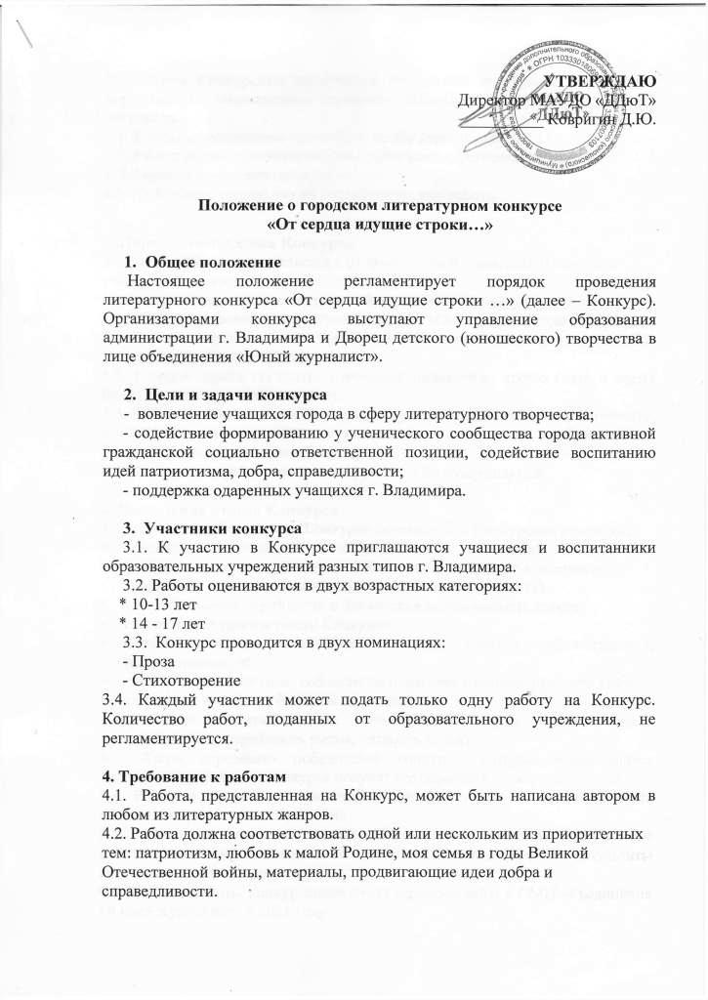 УТВЕРЖДАЮ
Директор МАУДО «ДДюТ»
Ковригин Д.Ю.
Положение о городском литературном конкурсе
«От сердца идущие строки…»
1. Общее положение
Настоящее положение регламентирует порядок проведения
литературного конкурса «От сердца идущие строки …» (далее – Конкурс).
Организаторами конкурса выступают управление образования
администрации г. Владимира и Дворец детского (юношеского) творчества в
лице объединения «Юный журналист».
2. Цели и задачи конкурса
- вовлечение учащихся города в сферу литературного творчества;
- содействие формированию у ученического сообщества города активной
гражданской социально ответственной позиции, содействие воспитанию
идей патриотизма, добра, справедливости;
- поддержка одаренных учащихся г. Владимира.
3. Участники конкурса
3.1. К участию в Конкурсе приглашаются учащиеся и воспитанники
образовательных учреждений разных типов г. Владимира.
3.2. Работы оцениваются в двух возрастных категориях:
* 10-13 лет
* 14 - 17 лет
3.3. Конкурс проводится в двух номинациях:
- Проза
- Стихотворение
3.4. Каждый участник может подать только одну работу на Конкурс.
Количество работ, поданных от образовательного учреждения, не
регламентируется.
4. Требование к работам
4.1. Работа, представленная на Конкурс, может быть написана автором в
любом из литературных жанров.
4.2. Работа должна соответствовать одной или нескольким из приоритетных
тем: патриотизм, любовь к малой Родине, моя семья в годы Великой
Отечественной войны, материалы, продвигающие идеи добра и
справедливости.